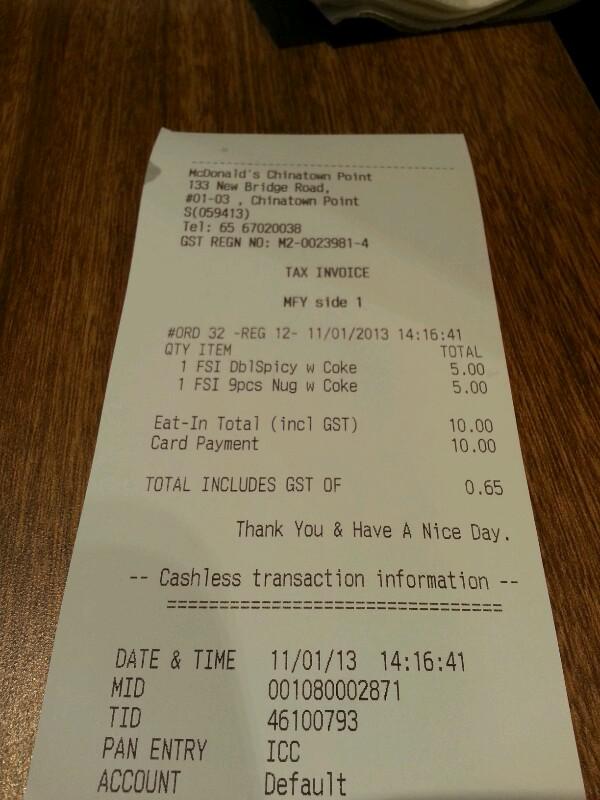 McDonald's Chinatown Point
133 New Bridge Road,
#01-03 , Chinatown Point
S(059413)
Tel: 65 67020038
GST REGN NO: M2-0023981-4
TAX INVOICE
MFY side 1
#ORD 32 -REG 12- 11/01/2013 14:16:41
QTY ITEM TOTAL
1 FSI DblSpicy w Coke 5.00
1 FSI 9pcs Nug w Coke 5.00
Eat-In Total (incl GST) 10.00
Card Payment 10.00
TOTAL INCLUDES GST OF 0.65
Thank You & Have A Nice Day.
-- Cashless transaction information --
================================
DATE & TIME 11/01/13 14:16:41
MID 001080002871
TID 46100793
PAN ENTRY ICC
ACCOUNT Default